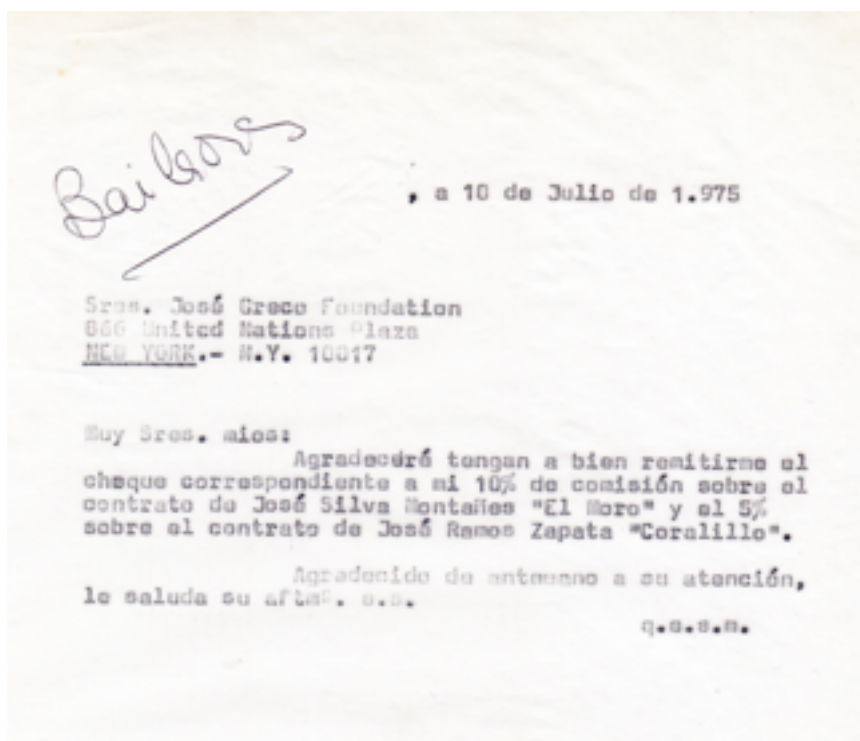 Bailaores
, a 10 de Julio de 1.975
Sres. José Greco Foundation
866 United Nations Plaza
NEW YORK.- N.Y. 10017
Muy Sres. mios:
Agradeceré tengan a bien remitirme el
cheque correspondiente a mi 10% de comisión sobre el
contrato de José Silva Montañes "El Moro" y el 5%
sobre el contrato de José Ramos Zapata "Coralillo".
Agradecido de antemano a su atención,
le saluda su aftmº. s.s.
q.e.s.m.